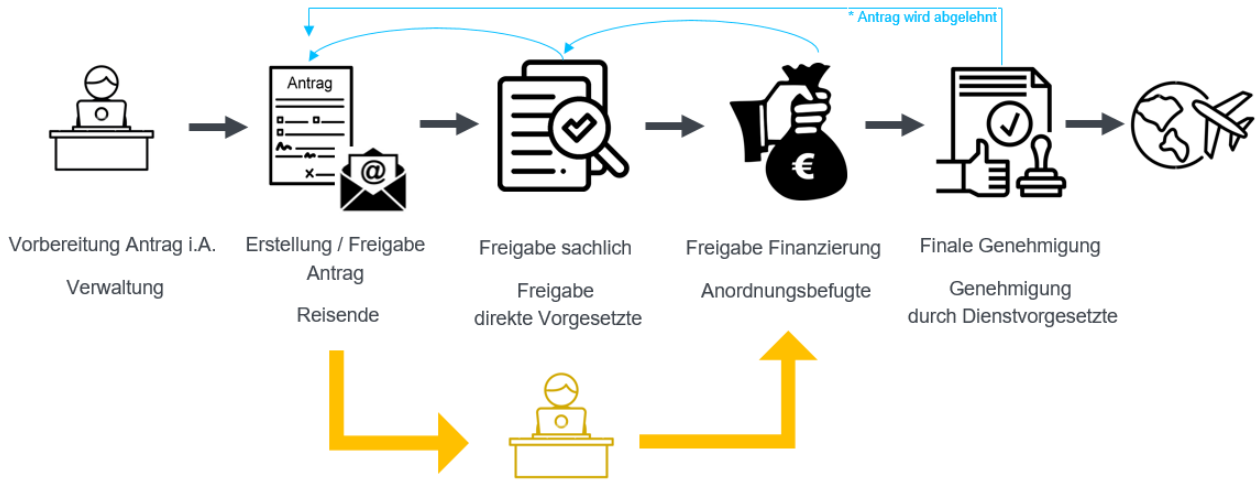 * Antrag wird abgelehnt
Antrag
@
€
Vorbereitung Antrag i.A.
Verwaltung
Erstellung / Freigabe
Antrag
Reisende
Freigabe sachlich
Freigabe
direkte Vorgesetzte
Freigabe Finanzierung
Anordnungsbefugte
Finale Genehmigung
Genehmigung
durch Dienstvorgesetzte